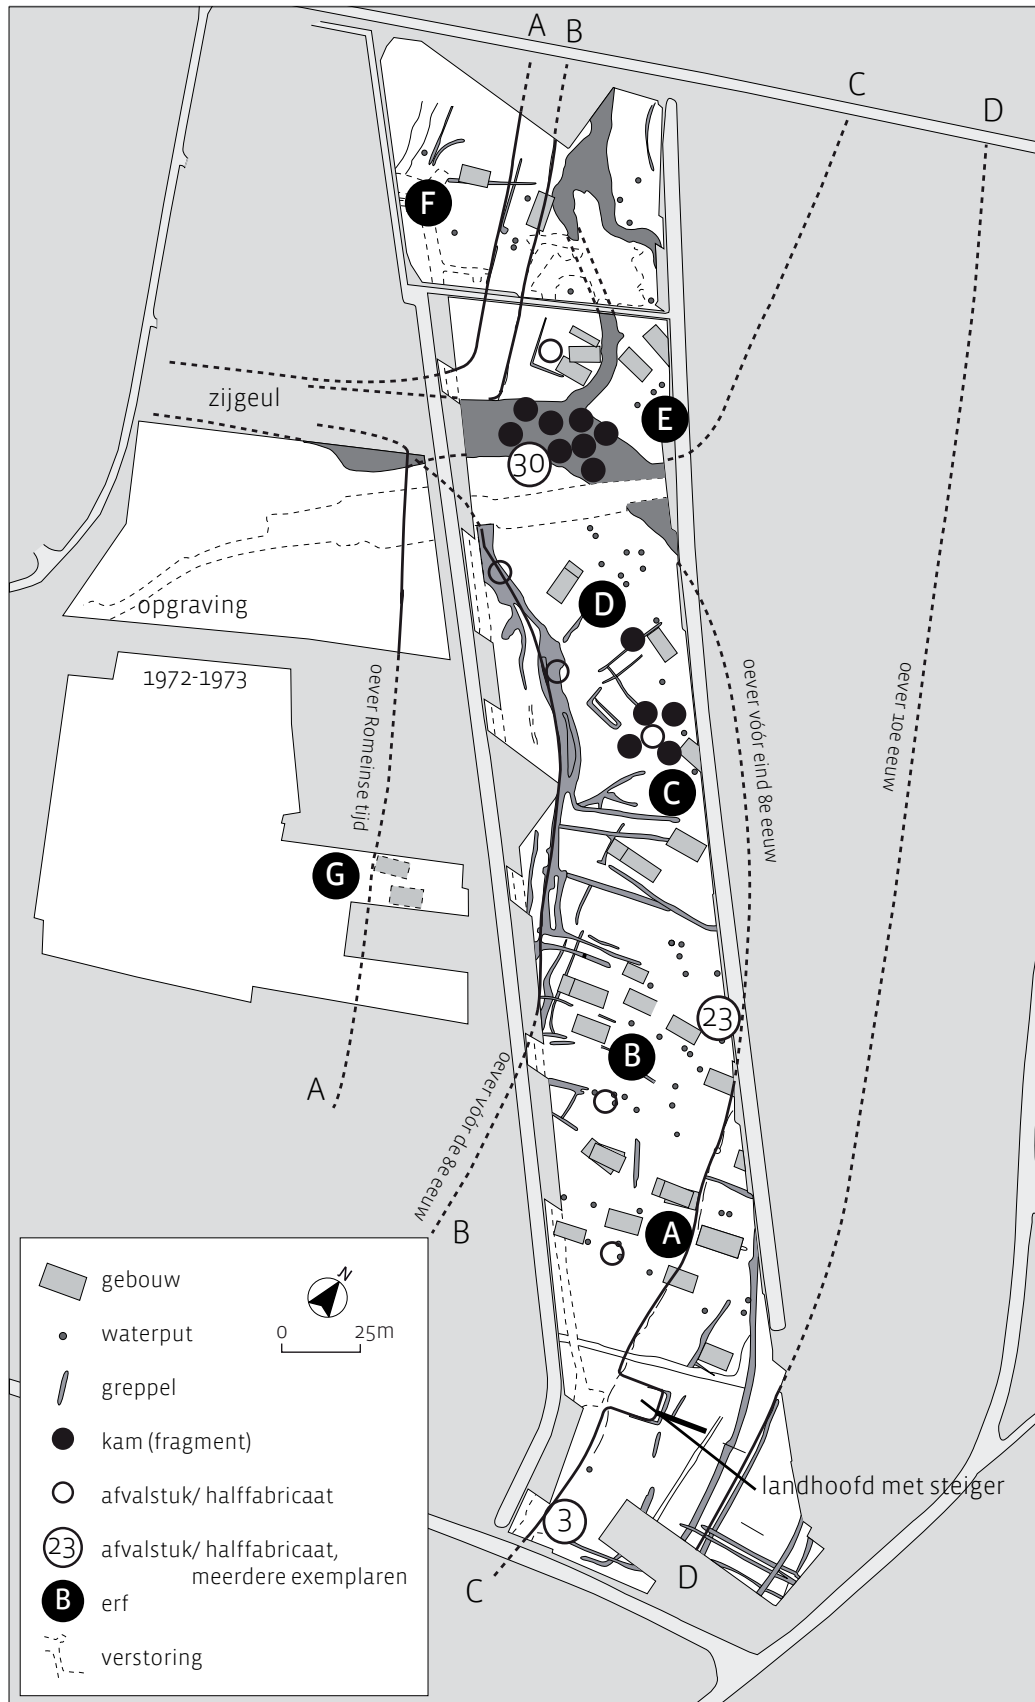 A
B
C
D
F
zijgeul
E
30
opgraving
D
1972-1973
oever Romeinse tijd
oever vóór eind 8e eeuw
oever 10e eeuw
C
G
23
B
A
oever vóór de 8e eeuw
B
A
landhoofd met steiger
3
C
D
gebouw
N
waterput
0 25m
greppel
kam (fragment)
afvalstuk/ halffabricaat
23 afvalstuk/ halffabricaat,
meerdere exemplaren
B erf
verstoring